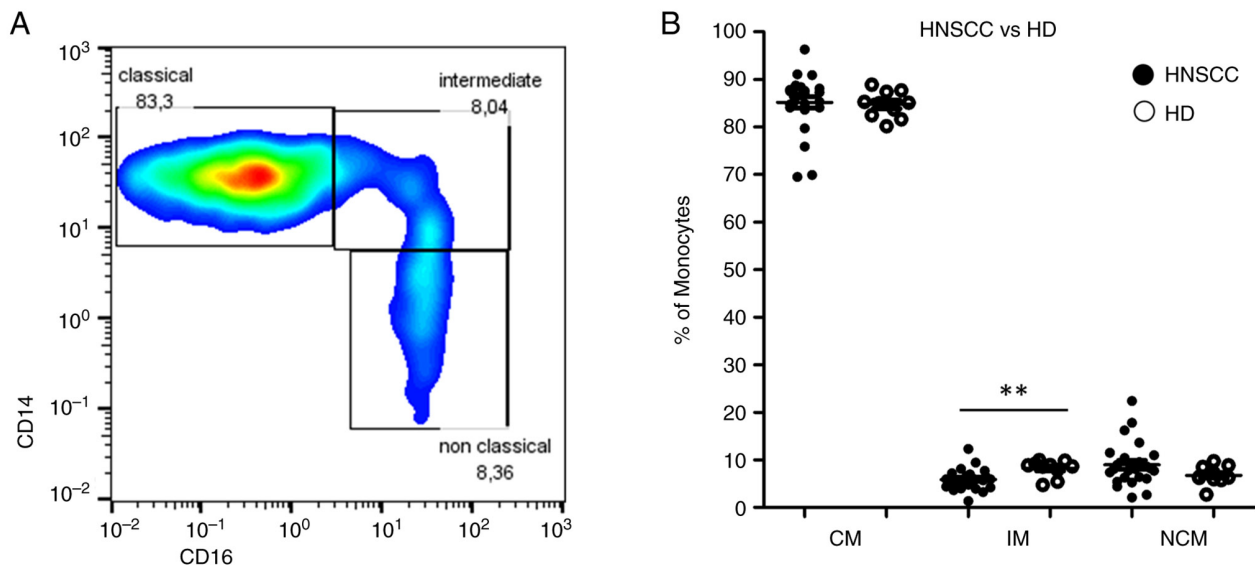 A
10³
10²
10¹
10⁰
10⁻¹
10⁻²
CD14
classical
83,3
intermediate
8,04
non classical
8,36
10⁻²
10⁻¹
10⁰
10¹
10²
10³
CD16
B
HNSCC vs HD
HNSCC
HD
100
90
80
70
60
50
40
30
20
10
0
% of Monocytes
**
CM
IM
NCM